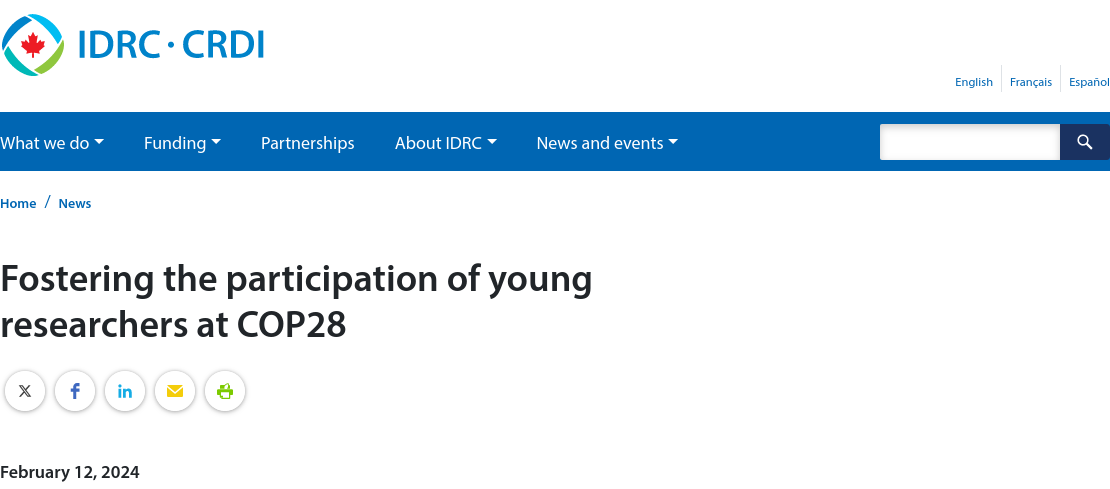 IDRC · CRDI
English
Français
Español
What we do
Funding
Partnerships
About IDRC
News and events
Home / News
Fostering the participation of young
researchers at COP28
February 12, 2024